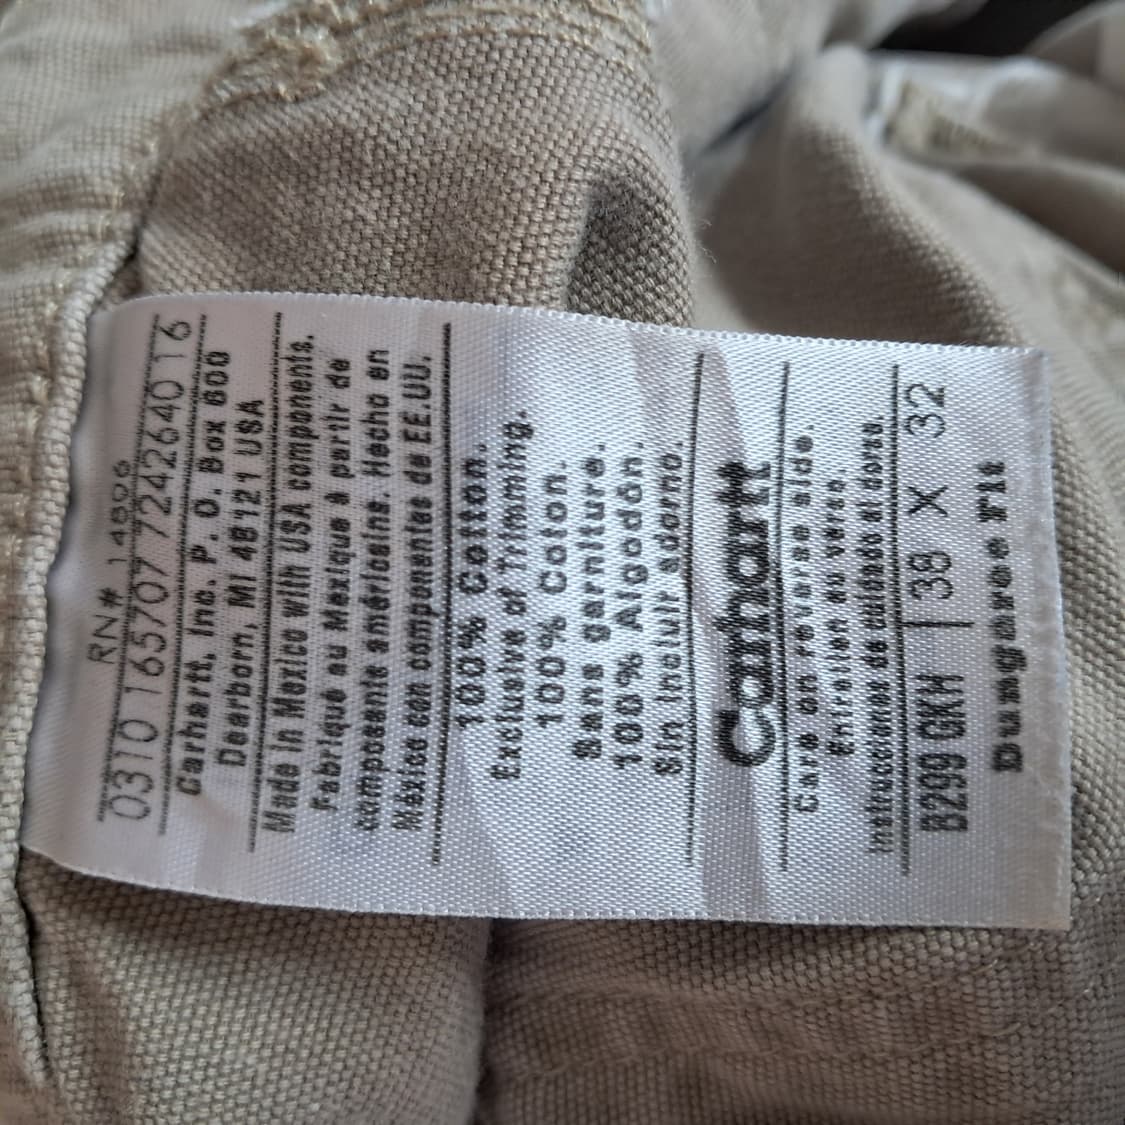 Dungaree Fit
B299 GKH | 38 X 32
Care on reverse side.
Entretien au verso.
Instrucciones de cuidado al dorso.
Carhartt
100% Cotton.
Exclusive of Trimming.
100% Coton.
Sans garniture.
100% Algodón.
Sin incluir adorno.
Made in Mexico with USA components.
Fabriqué au Mexique à partir de
composants américains. Hecho en
México con componentes de EE.UU.
Carhartt, Inc. P. O. Box 600
Dearborn, MI 48121 USA
0310 165707 7242640 16
RN# 14806